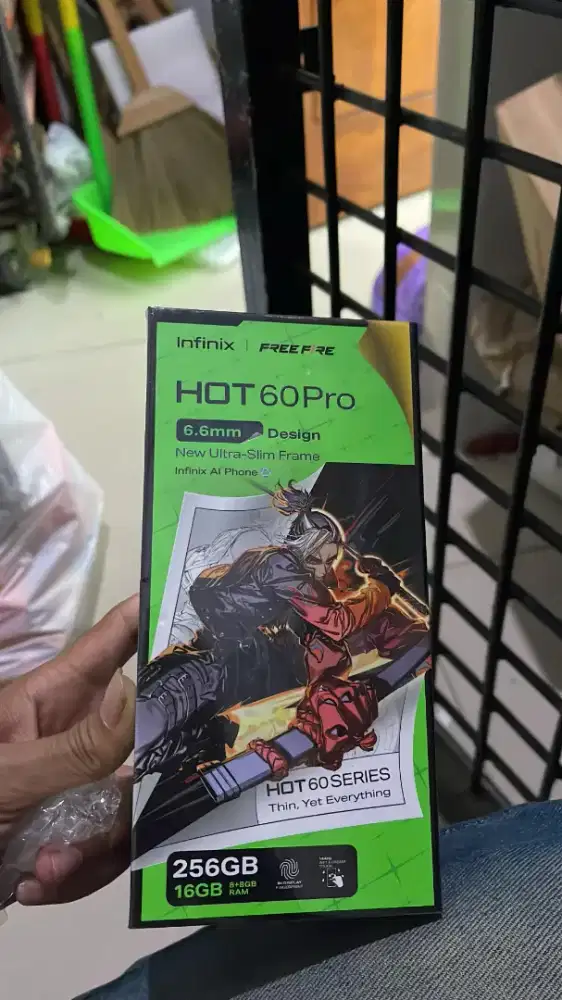 Infinix | FREE FIRE
HOT 60Pro
6.6mm Design
New Ultra-Slim Frame
Infinix AI Phone
HOT 60 SERIES
Thin, Yet Everything
256GB
16GB 8+8GB RAM